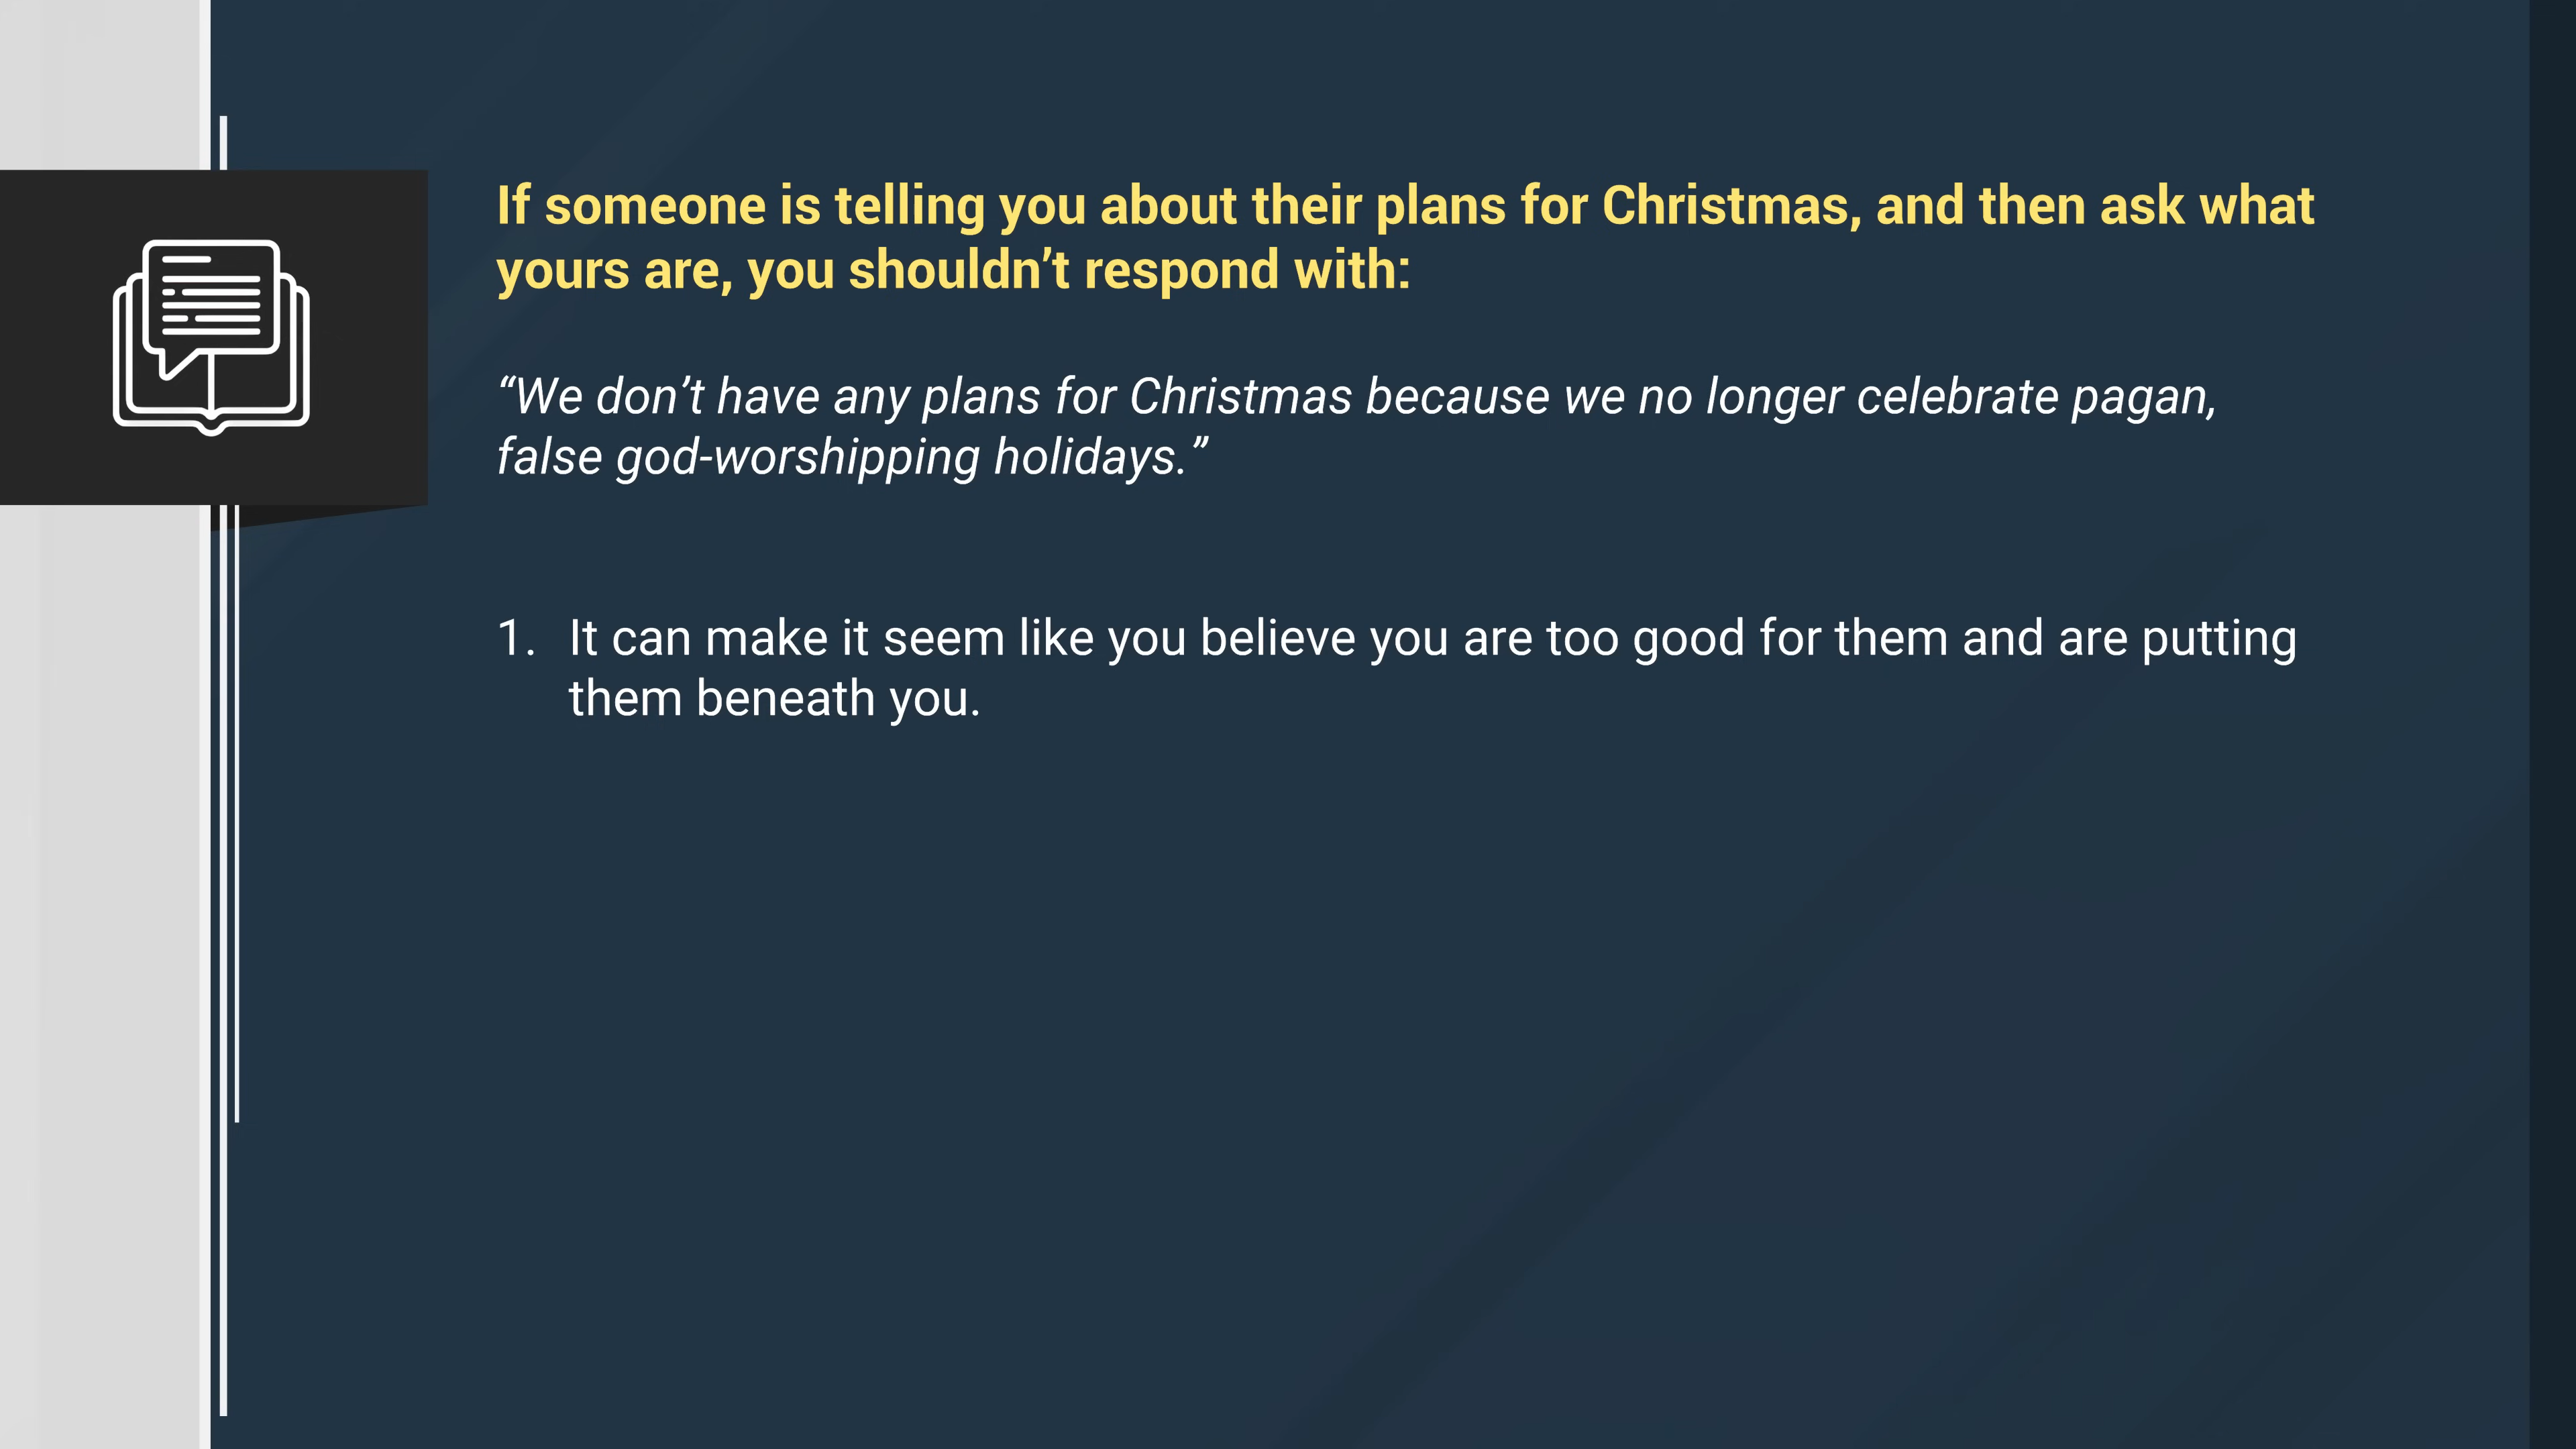 If someone is telling you about their plans for Christmas, and then ask what
yours are, you shouldn’t respond with:
“We don’t have any plans for Christmas because we no longer celebrate pagan,
false god-worshipping holidays.”
1. It can make it seem like you believe you are too good for them and are putting
them beneath you.